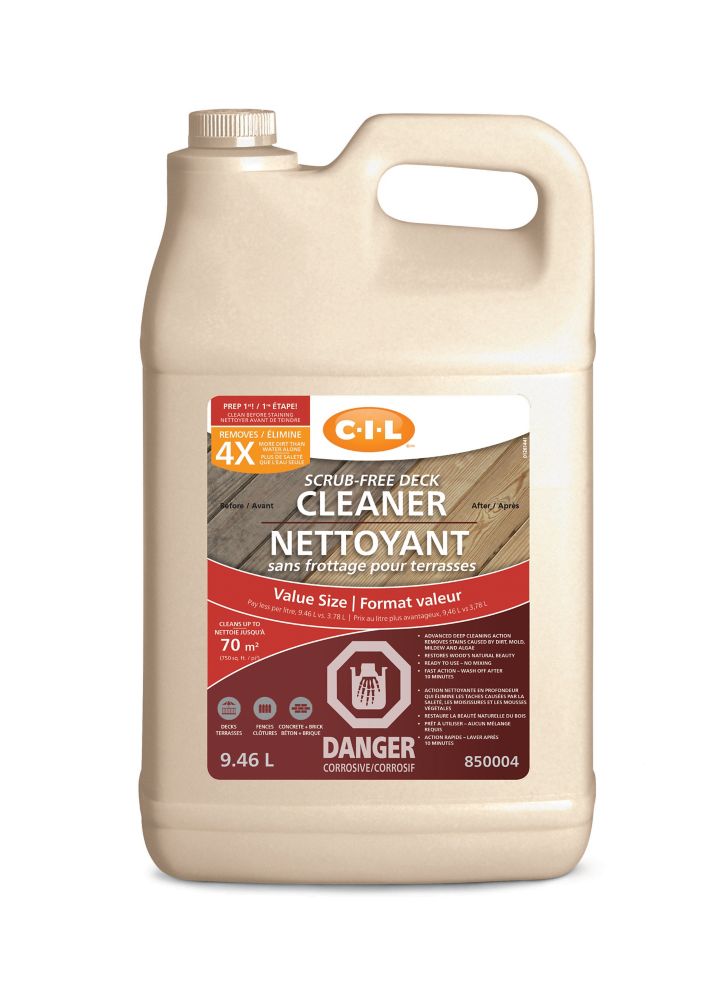 PREP 1st! / 1re ÉTAPE!
CLEAN BEFORE STAINING
NETTOYER AVANT DE TEINDRE
REMOVES / ÉLIMINE
4X
MORE DIRT THAN
WATER ALONE
PLUS DE SALETÉ
QUE L'EAU SEULE
C·I·L
SCRUB-FREE DECK
CLEANER
Before / Avant
After / Après
NETTOYANT
sans frottage pour terrasses
Value Size | Format valeur
Pay less per litre, 9.46 L vs. 3.78 L | Prix au litre plus avantageux, 9,46 L vs 3,78 L
CLEANS UP TO
NETTOIE JUSQU'À
70 m²
(750 sq. ft. / pi²)
DECKS
TERRASSES
FENCES
CLÔTURES
CONCRETE + BRICK
BÉTON + BRIQUE
9.46 L
DANGER
CORROSIVE/CORROSIF
• ADVANCED DEEP CLEANING ACTION
REMOVES STAINS CAUSED BY DIRT, MOLD,
MILDEW AND ALGAE
• RESTORES WOOD'S NATURAL BEAUTY
• READY TO USE – NO MIXING
• FAST ACTION – WASH OFF AFTER
10 MINUTES
• ACTION NETTOYANTE EN PROFONDEUR
QUI ÉLIMINE LES TACHES CAUSÉES PAR LA
SALETÉ, LES MOISISSURES ET LES MOUSSES
VÉGÉTALES
• RESTAURE LA BEAUTÉ NATURELLE DU BOIS
• PRÊT À UTILISER – AUCUN MÉLANGE
REQUIS
• ACTION RAPIDE – LAVER APRÈS
10 MINUTES
850004